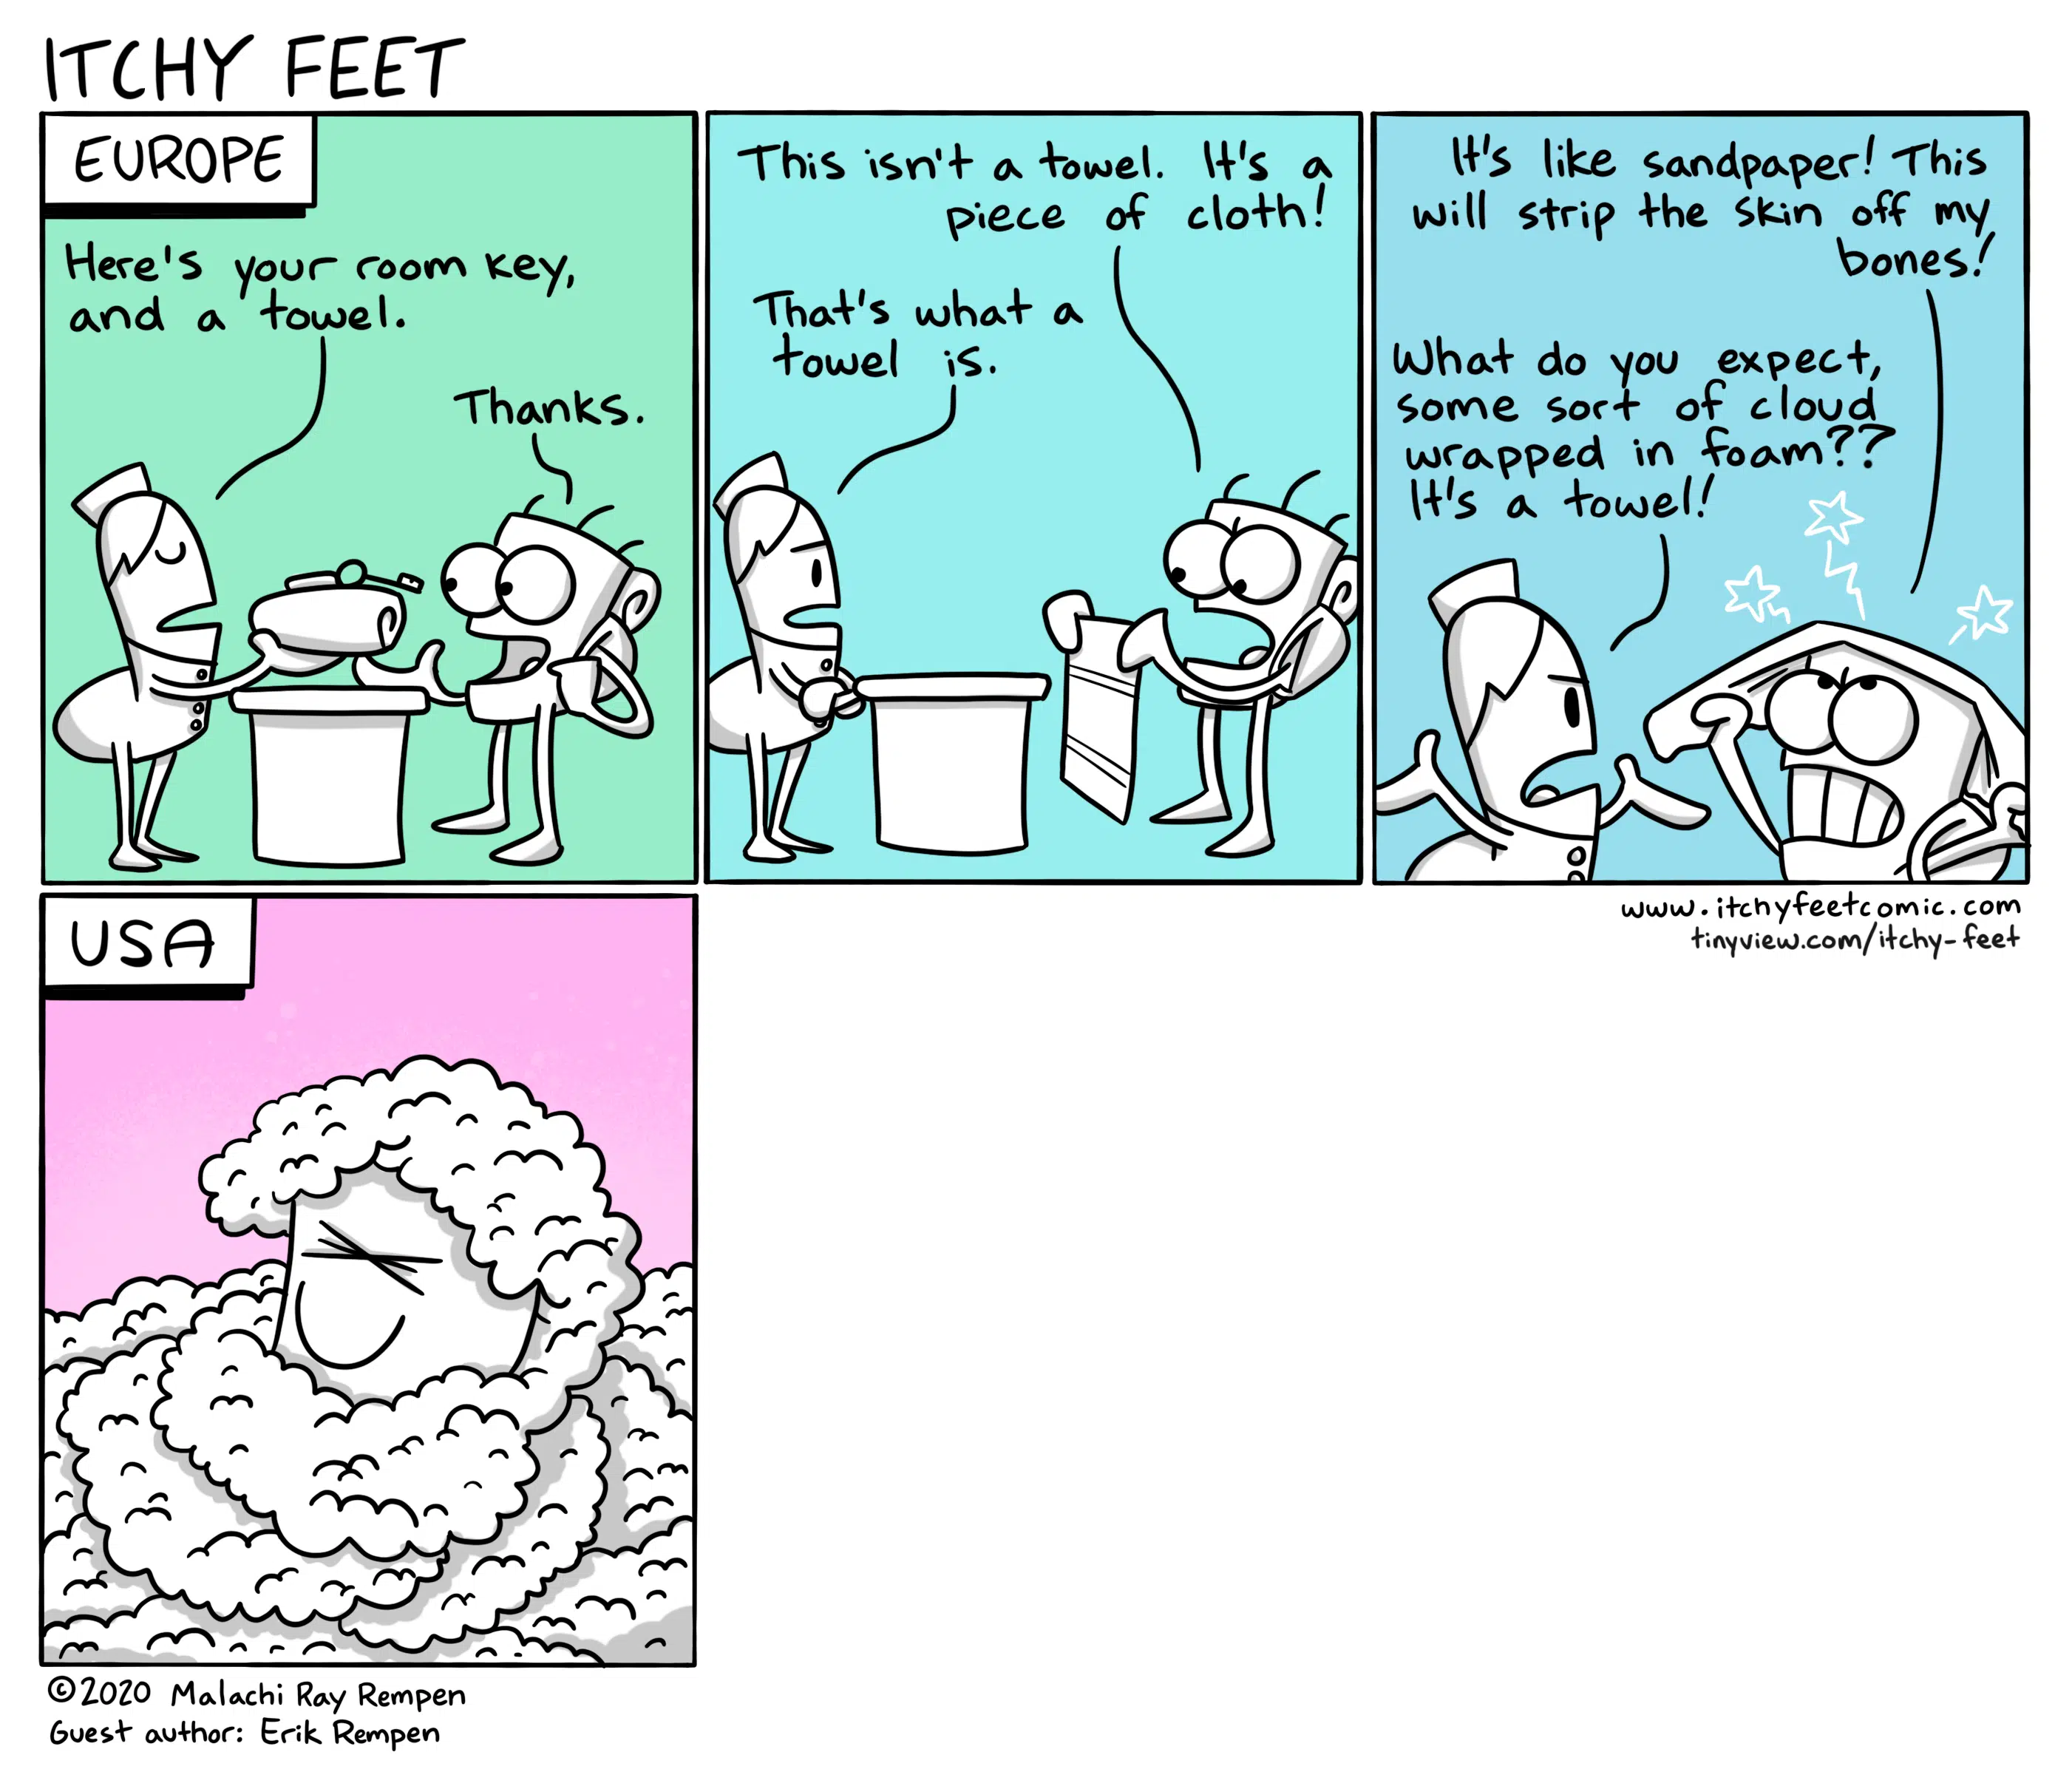 ITCHY FEET
EUROPE
Here's your room key,
and a towel.
Thanks.
This isn't a towel. It's a
piece of cloth!
That's what a
towel is.
It's like sandpaper! This
will strip the skin off my
bones!
What do you expect,
some sort of cloud
wrapped in foam??
It's a towel!
www.itchyfeetcomic.com
tinyview.com/itchy-feet
USA
©2020 Malachi Ray Rempen
Guest author: Erik Rempen